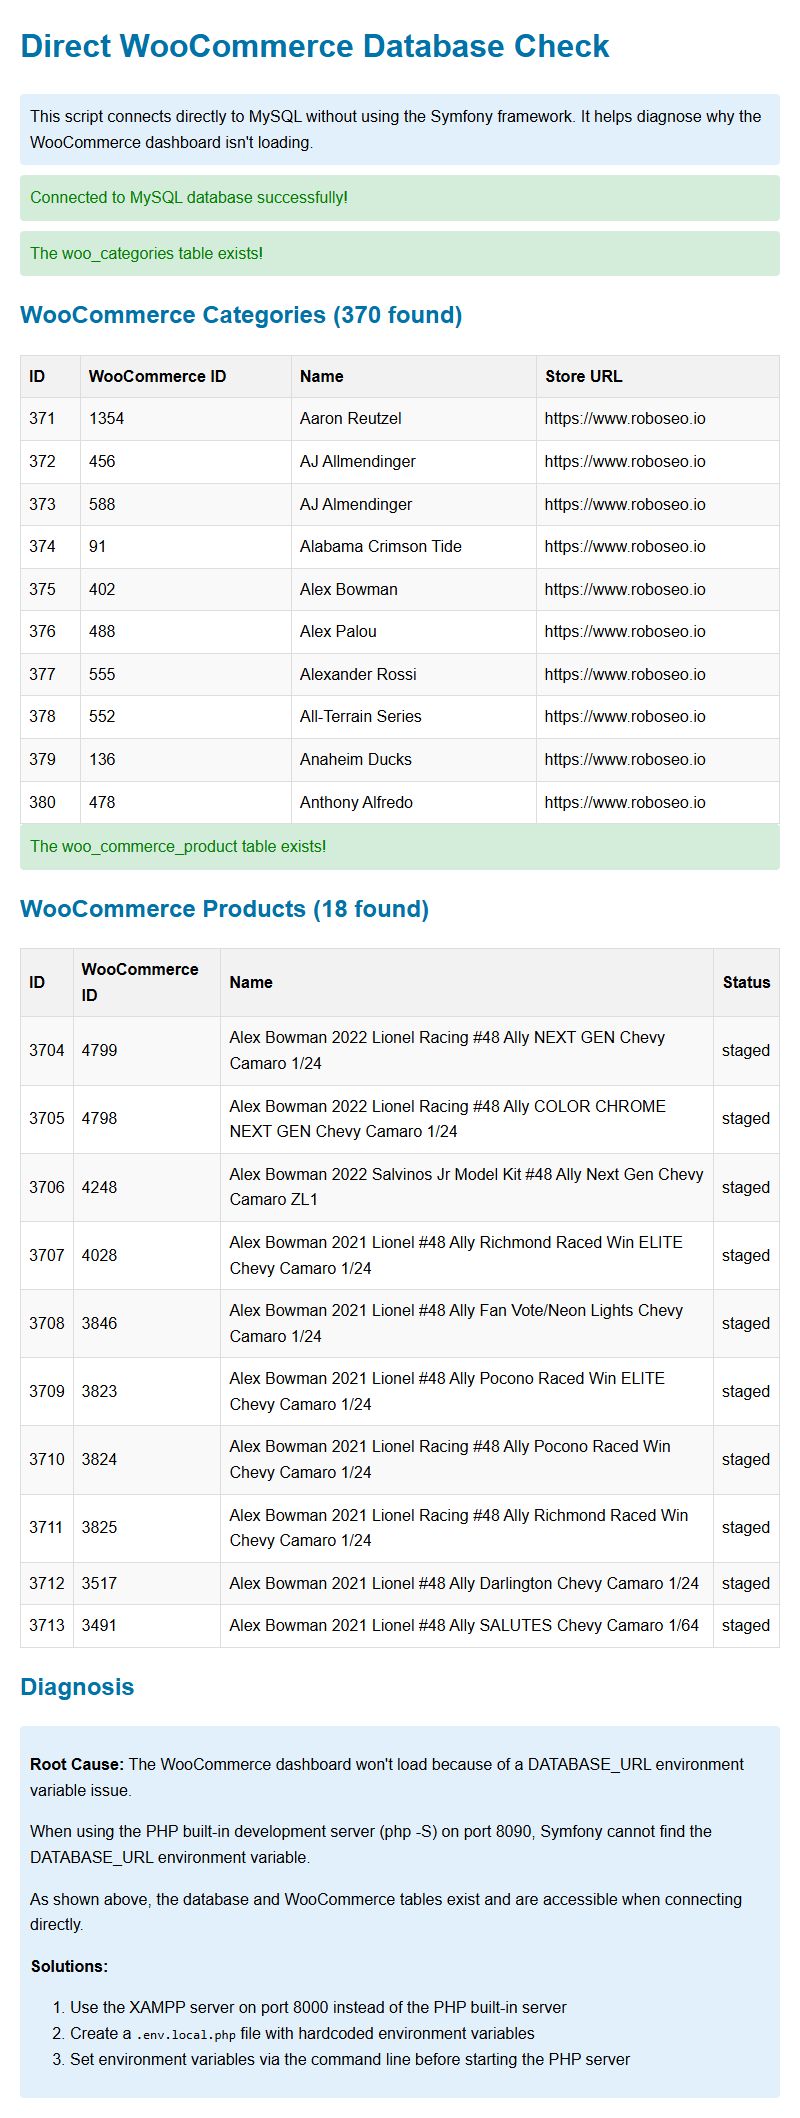 Direct WooCommerce Database Check
This script connects directly to MySQL without using the Symfony framework. It helps diagnose why the
WooCommerce dashboard isn't loading.
Connected to MySQL database successfully!
The woo_categories table exists!
WooCommerce Categories (370 found)
ID WooCommerce ID Name Store URL
371 1354 Aaron Reutzel https://www.roboseo.io
372 456 AJ Allmendinger https://www.roboseo.io
373 588 AJ Almendinger https://www.roboseo.io
374 91 Alabama Crimson Tide https://www.roboseo.io
375 402 Alex Bowman https://www.roboseo.io
376 488 Alex Palou https://www.roboseo.io
377 555 Alexander Rossi https://www.roboseo.io
378 552 All-Terrain Series https://www.roboseo.io
379 136 Anaheim Ducks https://www.roboseo.io
380 478 Anthony Alfredo https://www.roboseo.io
The woo_commerce_product table exists!
WooCommerce Products (18 found)
ID WooCommerce ID Name Status
3704 4799 Alex Bowman 2022 Lionel Racing #48 Ally NEXT GEN Chevy
Camaro 1/24 staged
3705 4798 Alex Bowman 2022 Lionel Racing #48 Ally COLOR CHROME
NEXT GEN Chevy Camaro 1/24 staged
3706 4248 Alex Bowman 2022 Salvinos Jr Model Kit #48 Ally Next Gen Chevy
Camaro ZL1 staged
3707 4028 Alex Bowman 2021 Lionel #48 Ally Richmond Raced Win ELITE
Chevy Camaro 1/24 staged
3708 3846 Alex Bowman 2021 Lionel #48 Ally Fan Vote/Neon Lights Chevy
Camaro 1/24 staged
3709 3823 Alex Bowman 2021 Lionel #48 Ally Pocono Raced Win ELITE
Chevy Camaro 1/24 staged
3710 3824 Alex Bowman 2021 Lionel Racing #48 Ally Pocono Raced Win
Chevy Camaro 1/24 staged
3711 3825 Alex Bowman 2021 Lionel Racing #48 Ally Richmond Raced Win
Chevy Camaro 1/24 staged
3712 3517 Alex Bowman 2021 Lionel #48 Ally Darlington Chevy Camaro 1/24 staged
3713 3491 Alex Bowman 2021 Lionel #48 Ally SALUTES Chevy Camaro 1/64 staged
Diagnosis
Root Cause: The WooCommerce dashboard won't load because of a DATABASE_URL environment
variable issue.
When using the PHP built-in development server (php -S) on port 8090, Symfony cannot find the
DATABASE_URL environment variable.
As shown above, the database and WooCommerce tables exist and are accessible when connecting
directly.
Solutions:
1. Use the XAMPP server on port 8000 instead of the PHP built-in server
2. Create a .env.local.php file with hardcoded environment variables
3. Set environment variables via the command line before starting the PHP server